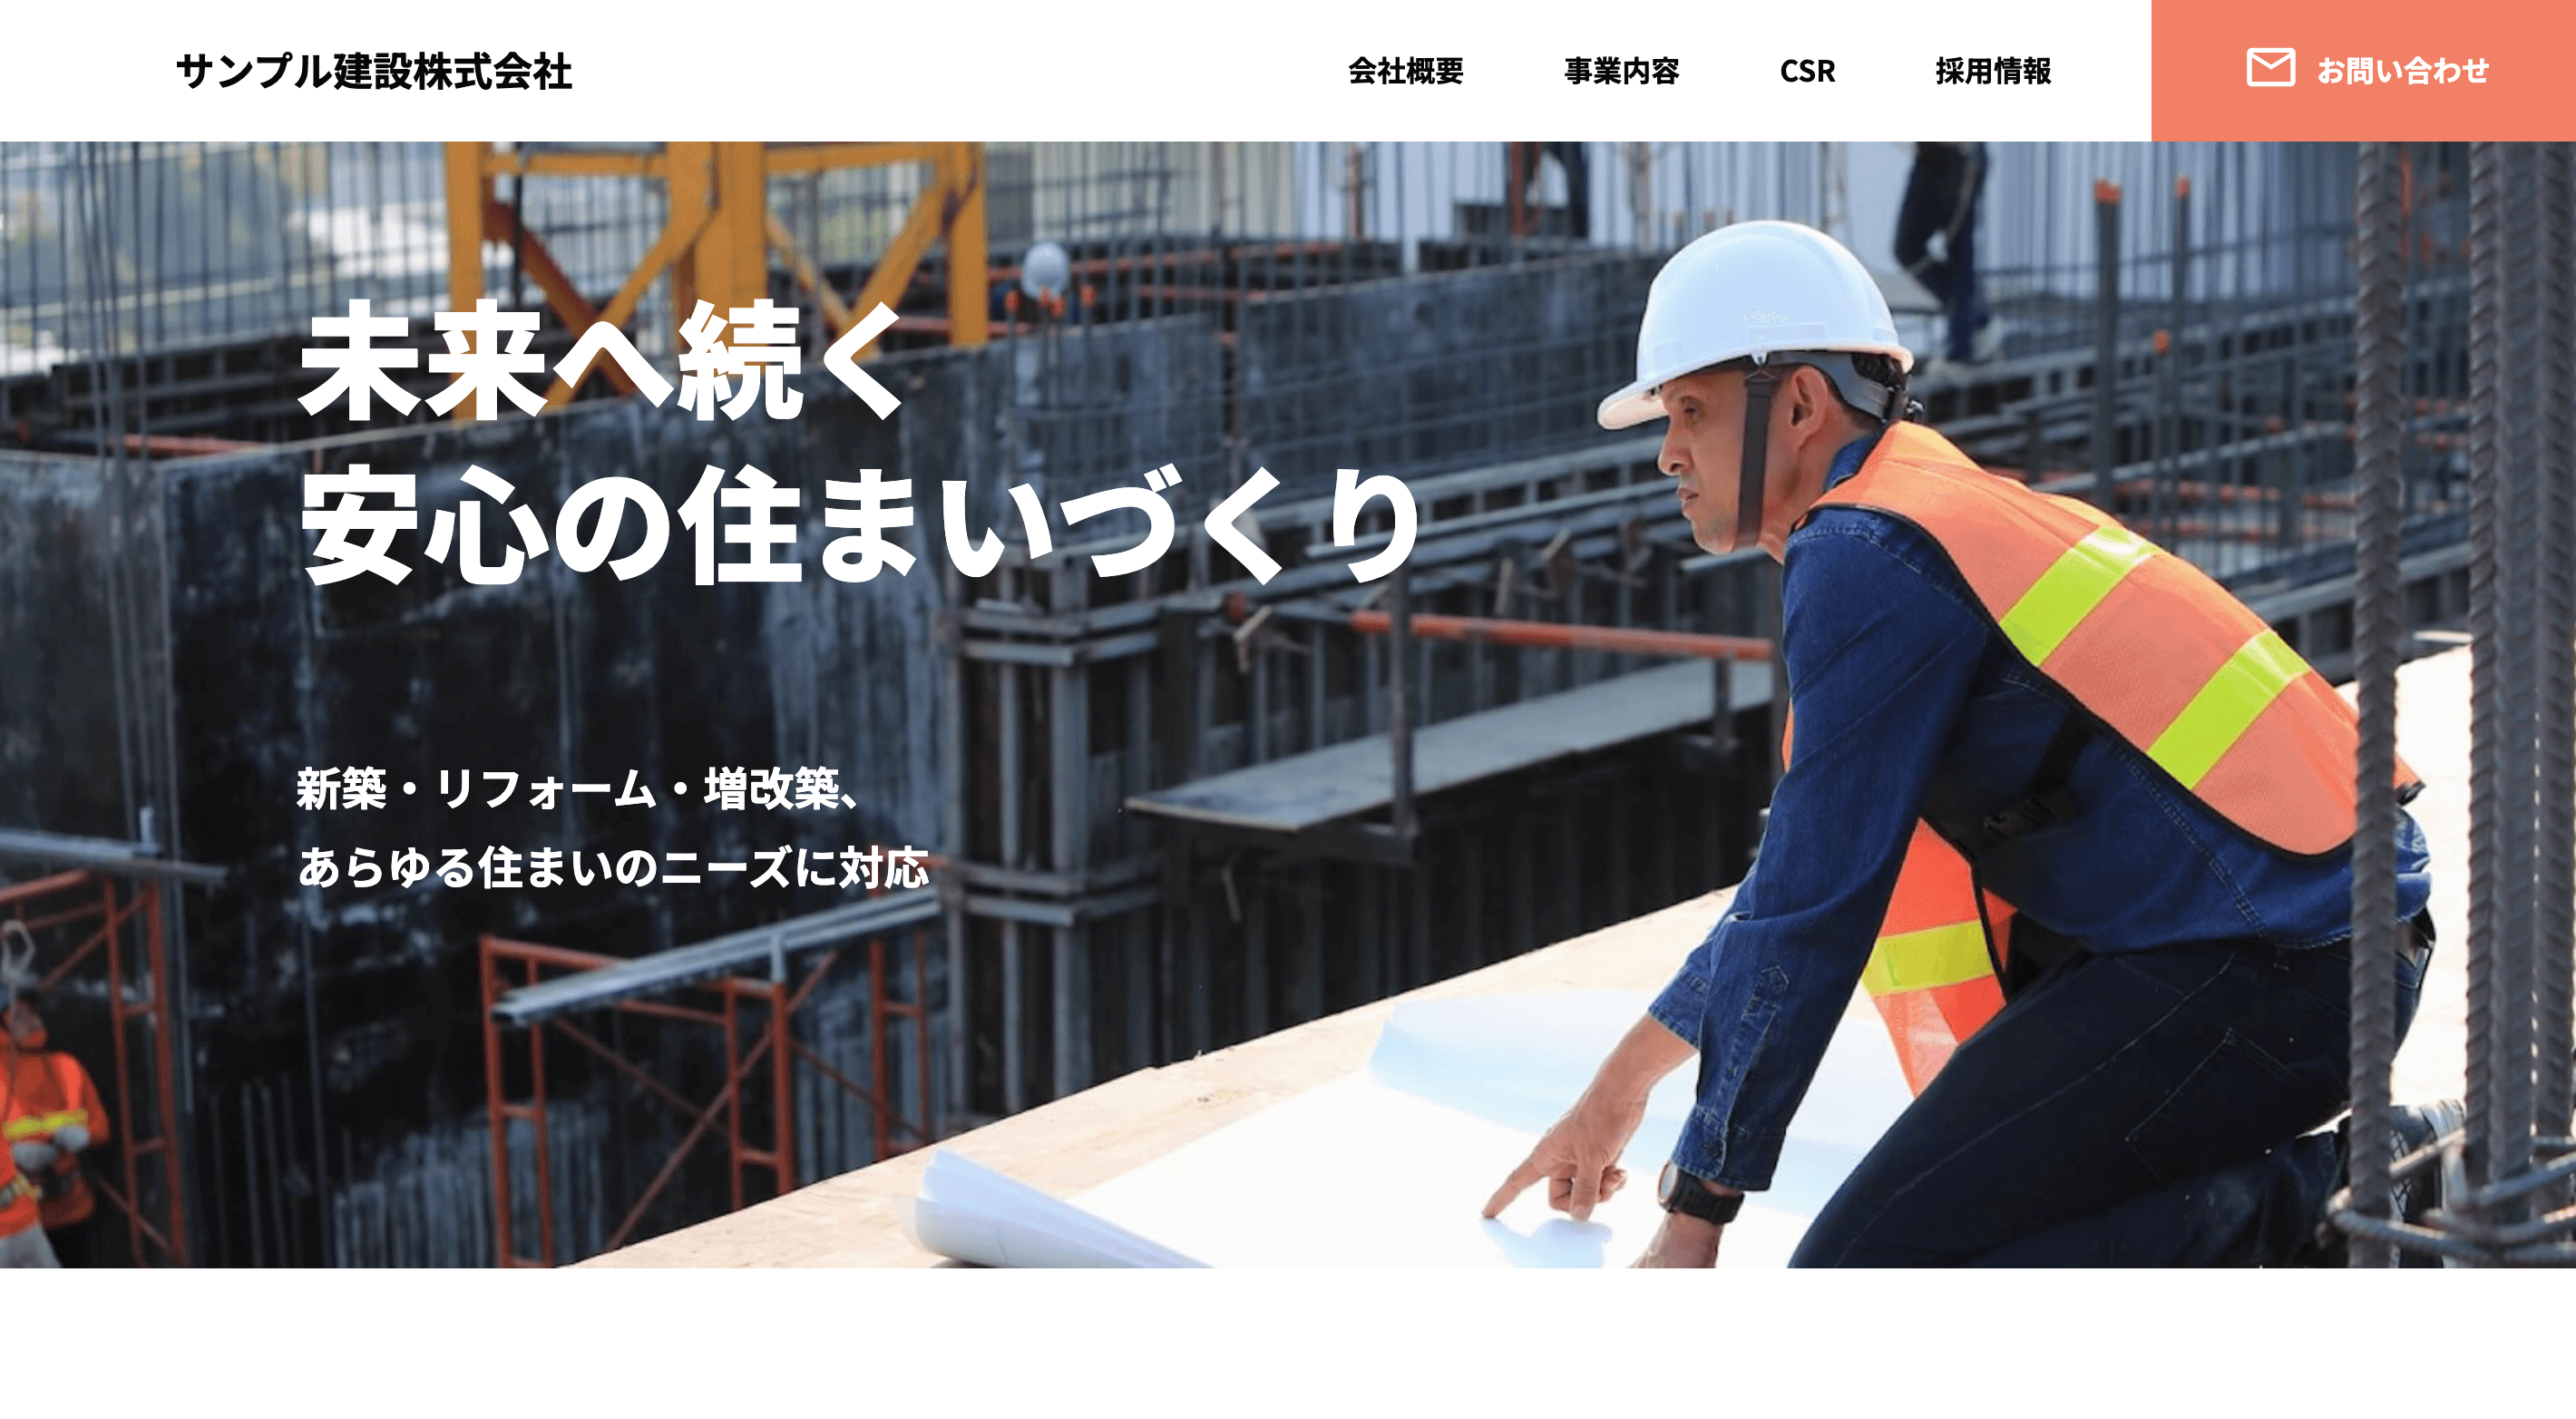 サンプル建設株式会社
会社概要
事業内容
CSR
採用情報
お問い合わせ
未来へ続く
安心の住まいづくり
新築・リフォーム・増改築、
あらゆる住まいのニーズに対応